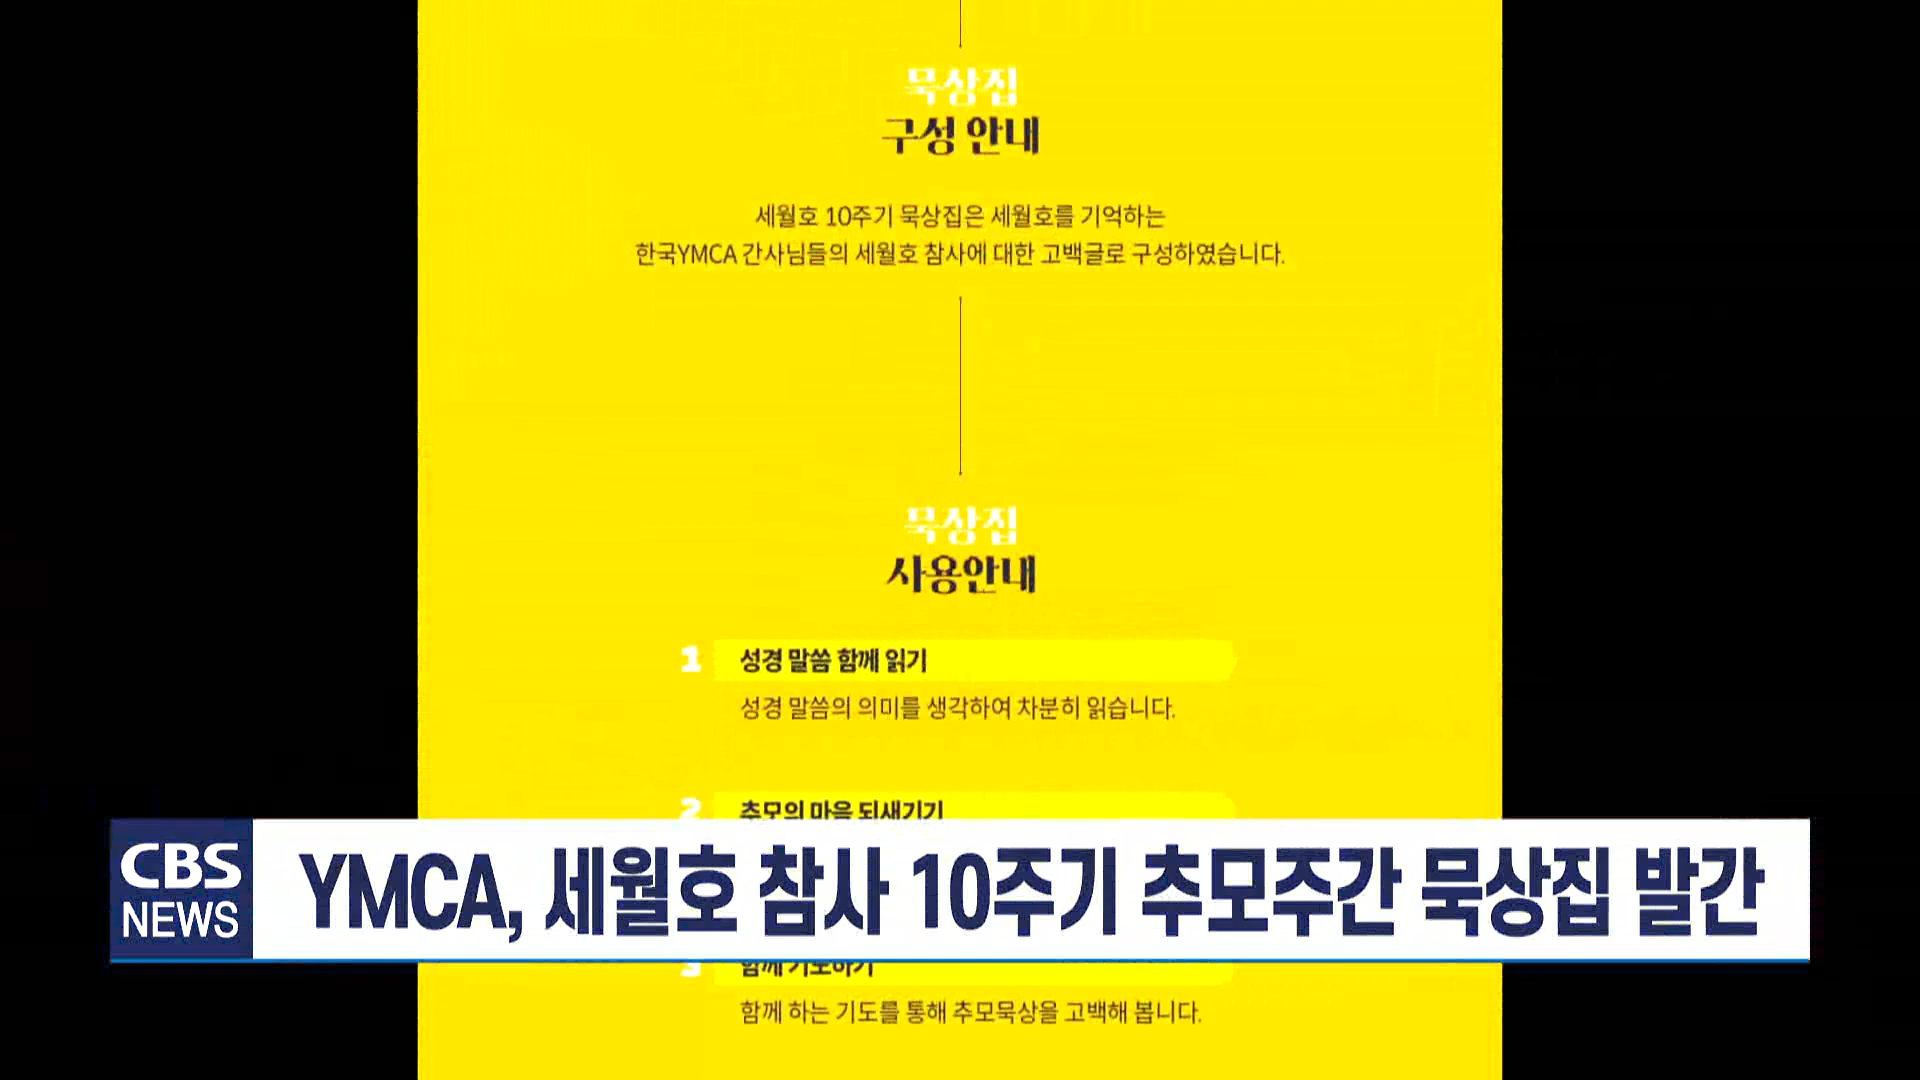 묵상집
구성 안내
세월호 10주기 묵상집은 세월호를 기억하는
한국YMCA 간사님들의 세월호 참사에 대한 고백글로 구성하였습니다.
묵상집
사용안내
1 성경 말씀 함께 읽기
성경 말씀의 의미를 생각하여 차분히 읽습니다.
2 추모의 마음 되새기기
CBS
NEWS
YMCA, 세월호 참사 10주기 추모주간 묵상집 발간
3 함께 기도하기
함께 하는 기도를 통해 추모묵상을 고백해 봅니다.